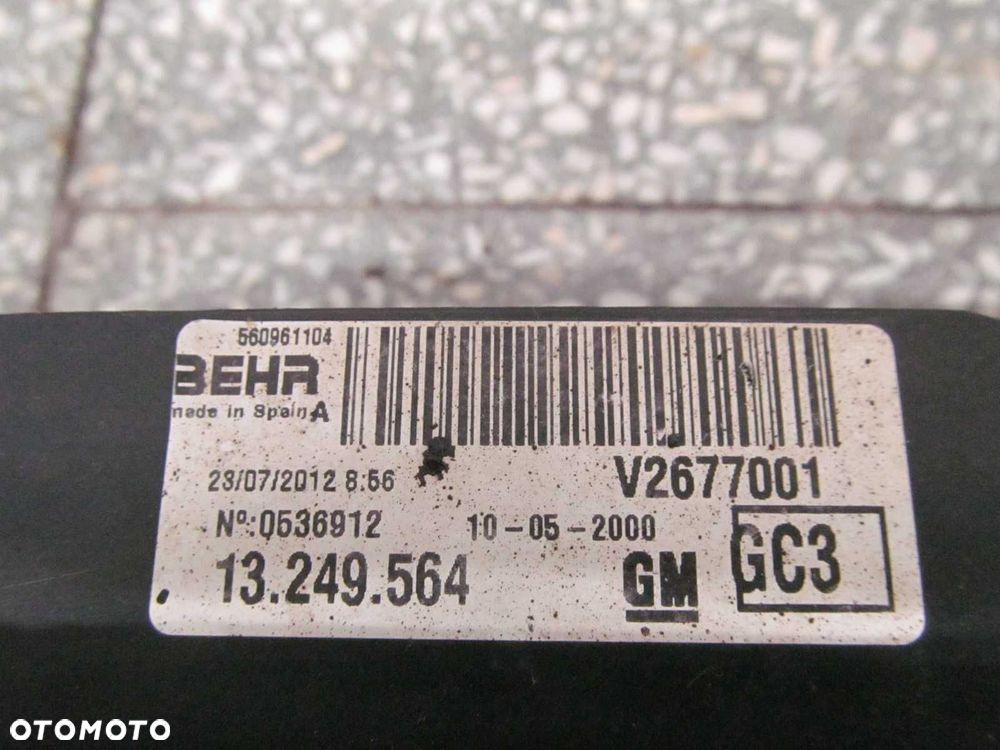 560961104
BEHR
made in Spain A
V2677001
23/07/2012 8:56
Nº:0536912
10-05-2000
13.249.564
GM
GC3
OTOMOTO